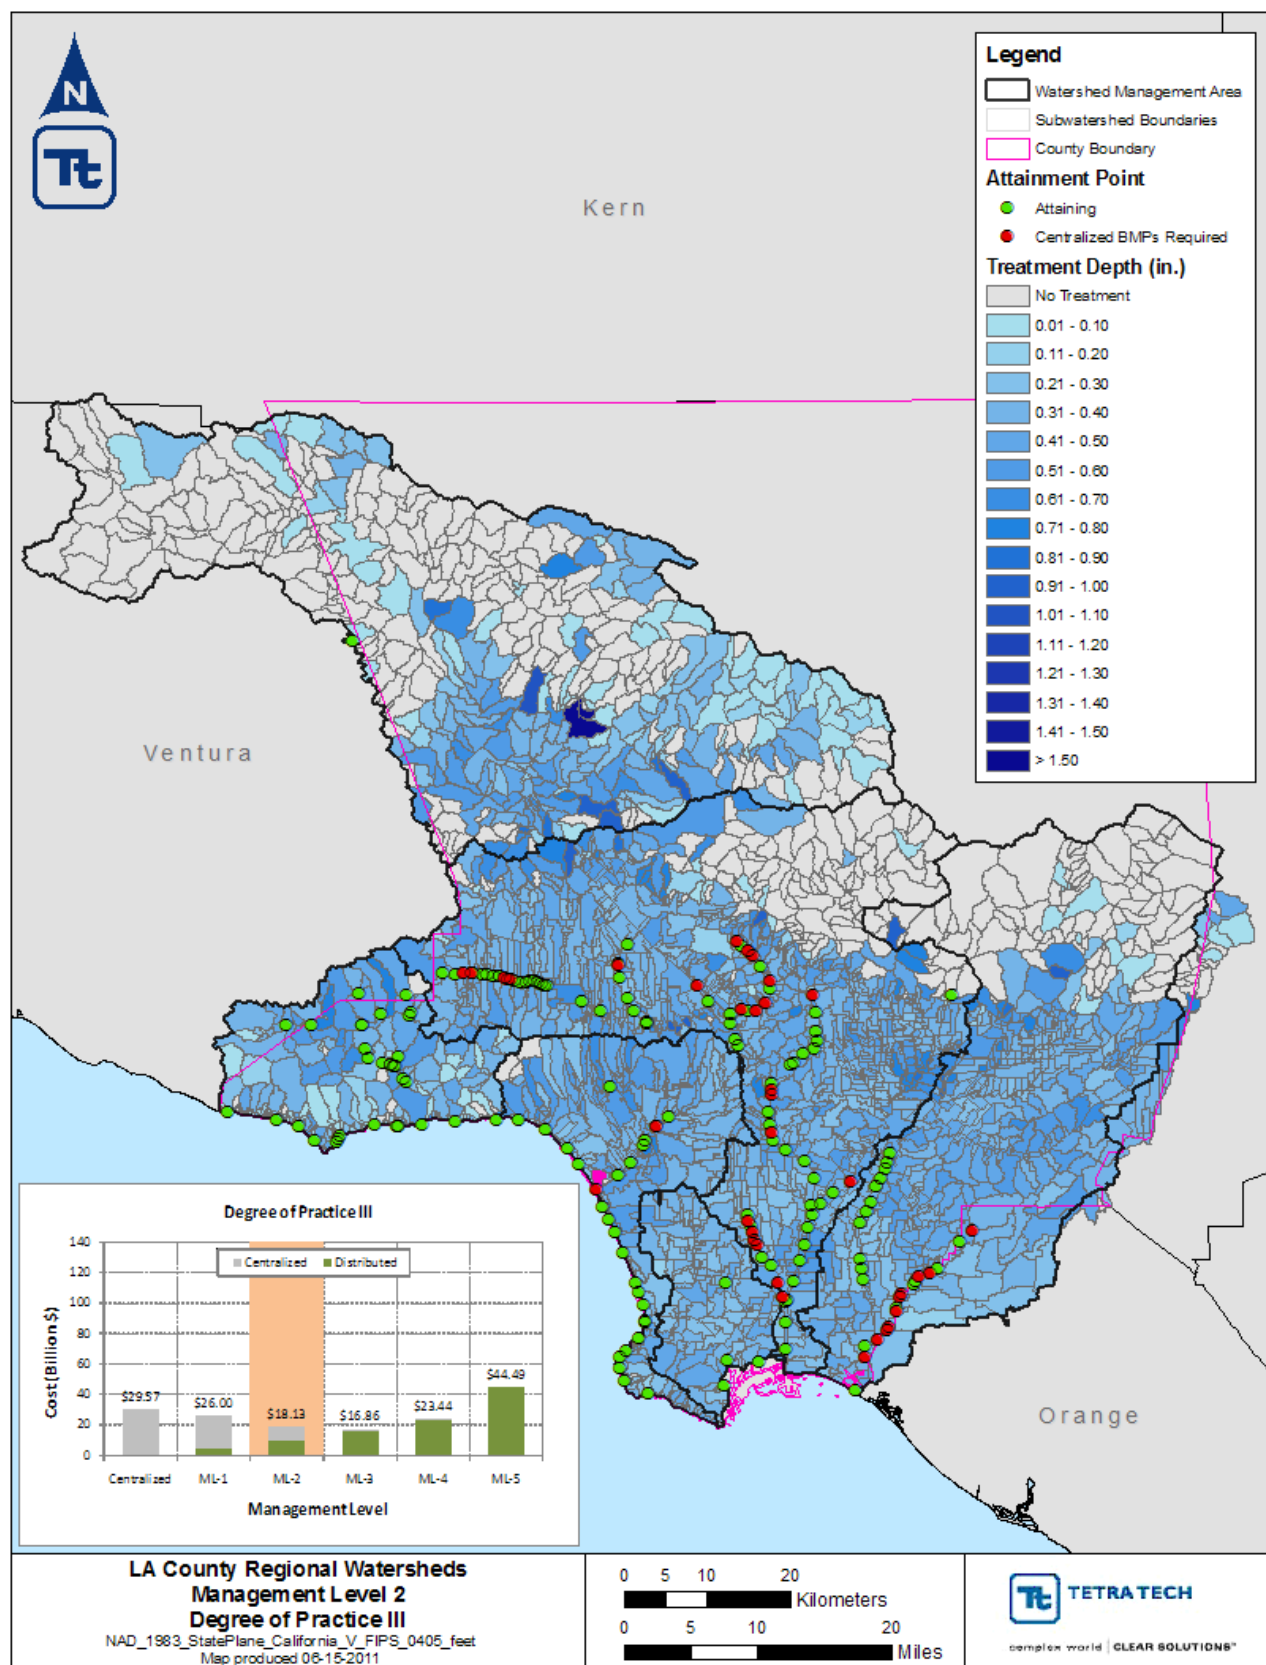 N
Tt
Legend
Watershed Management Area
Subwatershed Boundaries
County Boundary
Attainment Point
Attaining
Centralized BMPs Required
Treatment Depth (in.)
No Treatment
0.01 - 0.10
0.11 - 0.20
0.21 - 0.30
0.31 - 0.40
0.41 - 0.50
0.51 - 0.60
0.61 - 0.70
0.71 - 0.80
0.81 - 0.90
0.91 - 1.00
1.01 - 1.10
1.11 - 1.20
1.21 - 1.30
1.31 - 1.40
1.41 - 1.50
> 1.50
Kern
Ventura
Orange
Degree of Practice III
Centralized Distributed
Cost (Billion $)
140
120
100
80
60
40
20
0
$29.57 $26.00 $18.13 $16.86 $23.44 $44.49
Centralized ML-1 ML-2 ML-3 ML-4 ML-5
Management Level
LA County Regional Watersheds
Management Level 2
Degree of Practice III
NAD_1983_StatePlane_California_V_FIPS_0405_feet
Map produced 06-15-2011
0 5 10 20
Kilometers
0 5 10 20
Miles
Tt TETRA TECH
complex world | CLEAR SOLUTIONS™